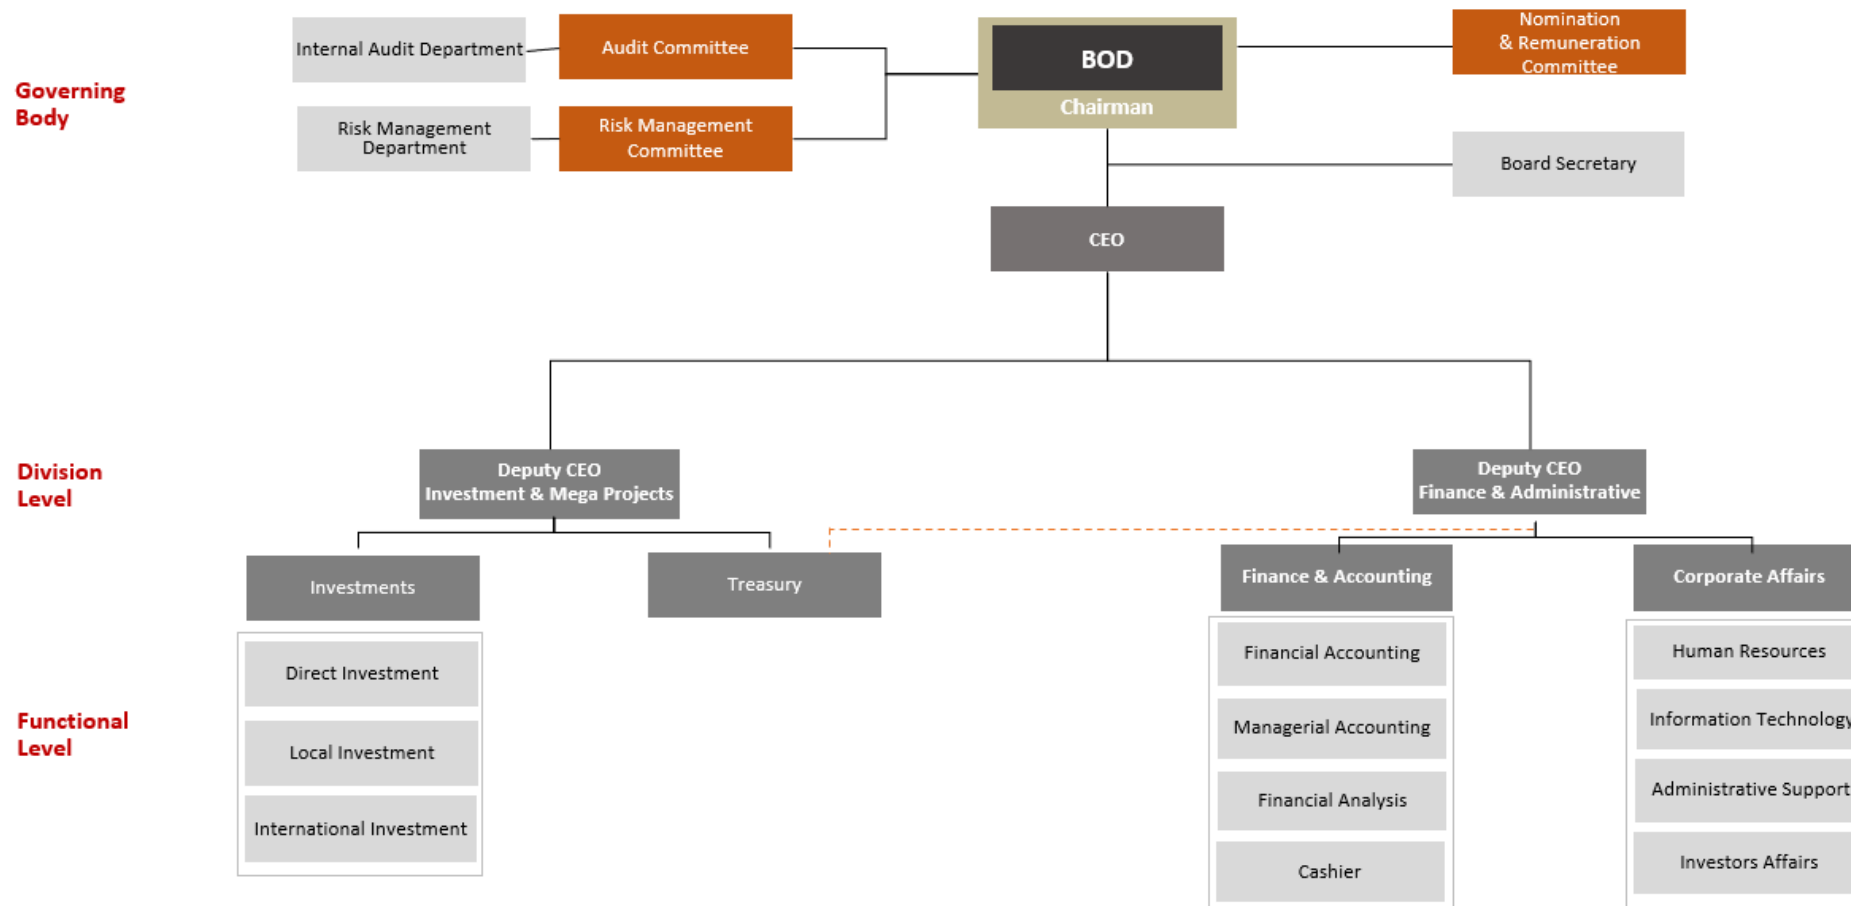 Internal Audit Department
Audit Committee
BOD
Chairman
Nomination
& Remuneration
Committee
Governing
Body
Risk Management
Department
Risk Management
Committee
Board Secretary
CEO
Division
Level
Deputy CEO
Investment & Mega Projects
Deputy CEO
Finance & Administrative
Investments
Treasury
Finance & Accounting
Corporate Affairs
Functional
Level
Direct Investment
Local Investment
International Investment
Financial Accounting
Managerial Accounting
Financial Analysis
Cashier
Human Resources
Information Technology
Administrative Support
Investors Affairs